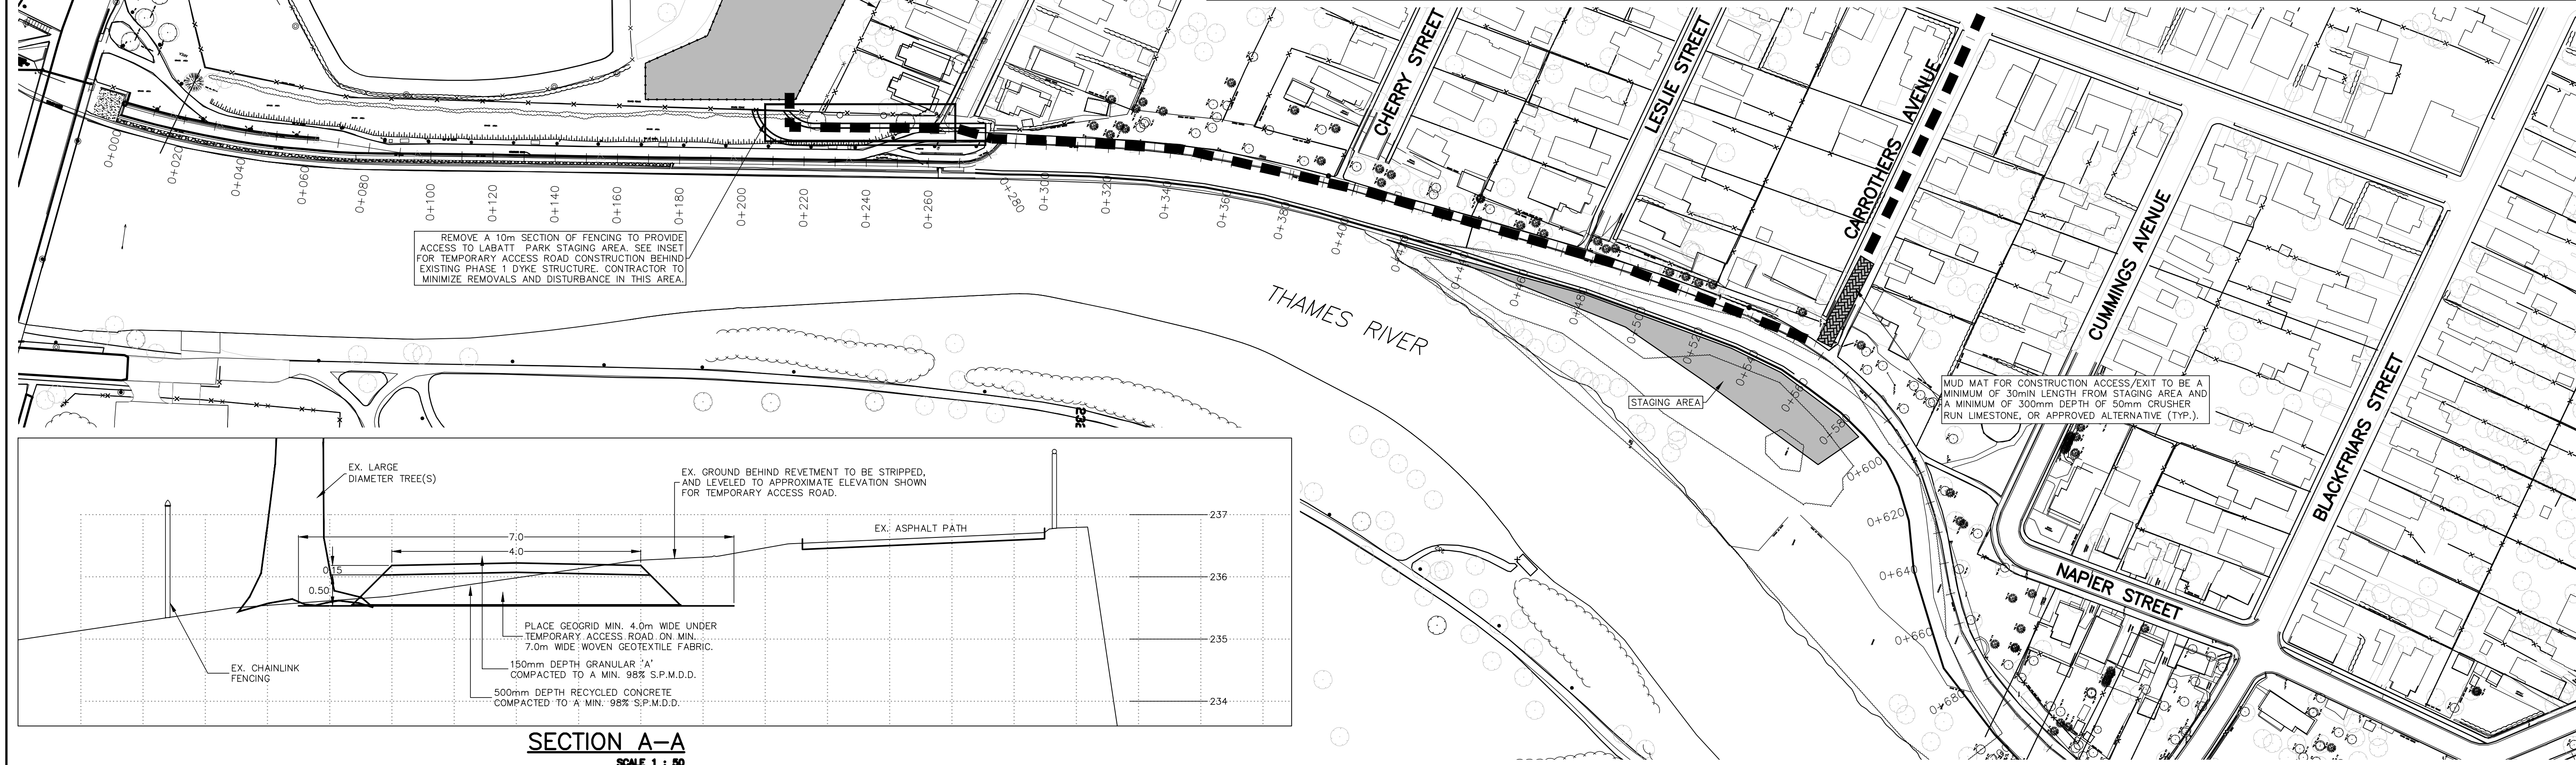 CHERRY STREET
LESLIE STREET
CARROTHERS AVENUE
CUMMINGS AVENUE
BLACKFRIARS STREET
NAPIER STREET
THAMES RIVER
0+000
0+020
0+040
0+060
0+080
0+100
0+120
0+140
0+160
0+180
0+200
0+220
0+240
0+260
0+280
0+300
0+320
0+340
0+360
0+380
0+400
0+440
0+460
0+480
0+500
0+520
0+540
0+560
0+580
0+600
0+620
0+640
0+660
0+680
REMOVE A 10m SECTION OF FENCING TO PROVIDE
ACCESS TO LABATT PARK STAGING AREA. SEE INSET
FOR TEMPORARY ACCESS ROAD CONSTRUCTION BEHIND
EXISTING PHASE 1 DYKE STRUCTURE. CONTRACTOR TO
MINIMIZE REMOVALS AND DISTURBANCE IN THIS AREA.
STAGING AREA
MUD MAT FOR CONSTRUCTION ACCESS/EXIT TO BE A
MINIMUM OF 30mIN LENGTH FROM STAGING AREA AND
A MINIMUM OF 300mm DEPTH OF 50mm CRUSHER
RUN LIMESTONE, OR APPROVED ALTERNATIVE (TYP.).
EX. LARGE
DIAMETER TREE(S)
EX. GROUND BEHIND REVETMENT TO BE STRIPPED,
AND LEVELED TO APPROXIMATE ELEVATION SHOWN
FOR TEMPORARY ACCESS ROAD.
EX. ASPHALT PATH
7.0
4.0
0.15
0.50
237
236
235
234
PLACE GEOGRID MIN. 4.0m WIDE UNDER
TEMPORARY ACCESS ROAD ON MIN.
7.0m WIDE WOVEN GEOTEXTILE FABRIC.
150mm DEPTH GRANULAR 'A'
COMPACTED TO A MIN. 98% S.P.M.D.D.
500mm DEPTH RECYCLED CONCRETE
COMPACTED TO A MIN. 98% S.P.M.D.D.
EX. CHAINLINK
FENCING
SECTION A-A
SCALE 1 : 50